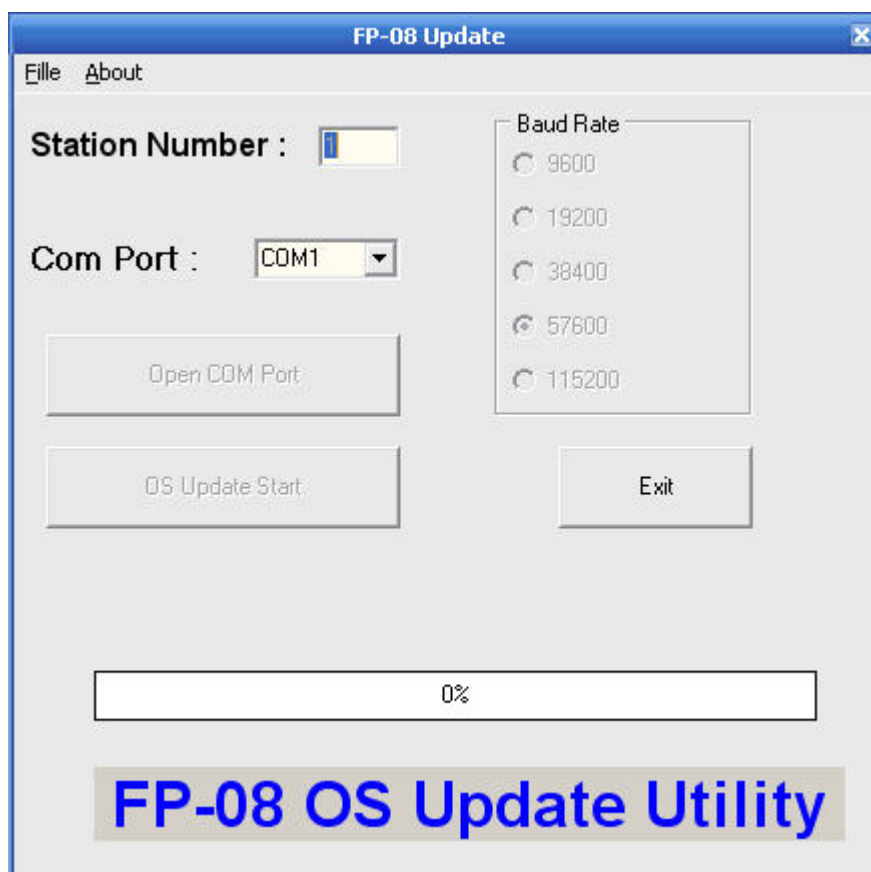 FP-08 Update
Fille About
Station Number : 1
Com Port : COM1
Open COM Port
OS Update Start
Baud Rate
9600
19200
38400
57600
115200
Exit
0%
FP-08 OS Update Utility